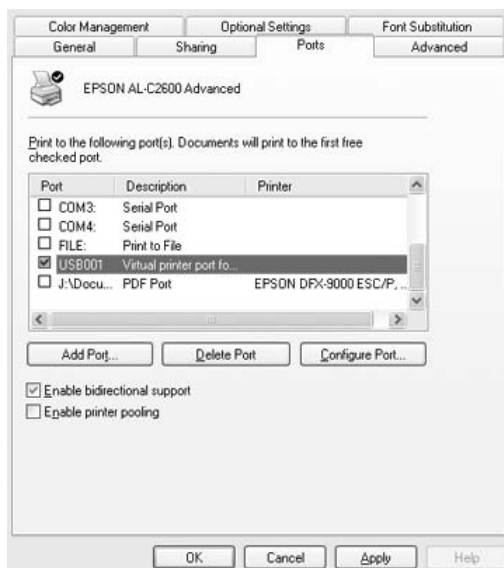 Color Management Optional Settings Font Substitution
General Sharing Ports Advanced
EPSON AL-C2600 Advanced
Print to the following port(s). Documents will print to the first free
checked port.
Port Description Printer
COM3: Serial Port
COM4: Serial Port
FILE: Print to File
USB001 Virtual printer port fo...
J:\Docu... PDF Port EPSON DFX-9000 ESC/P, ...
Add Port... Delete Port Configure Port...
Enable bidirectional support
Enable printer pooling
OK Cancel Apply Help